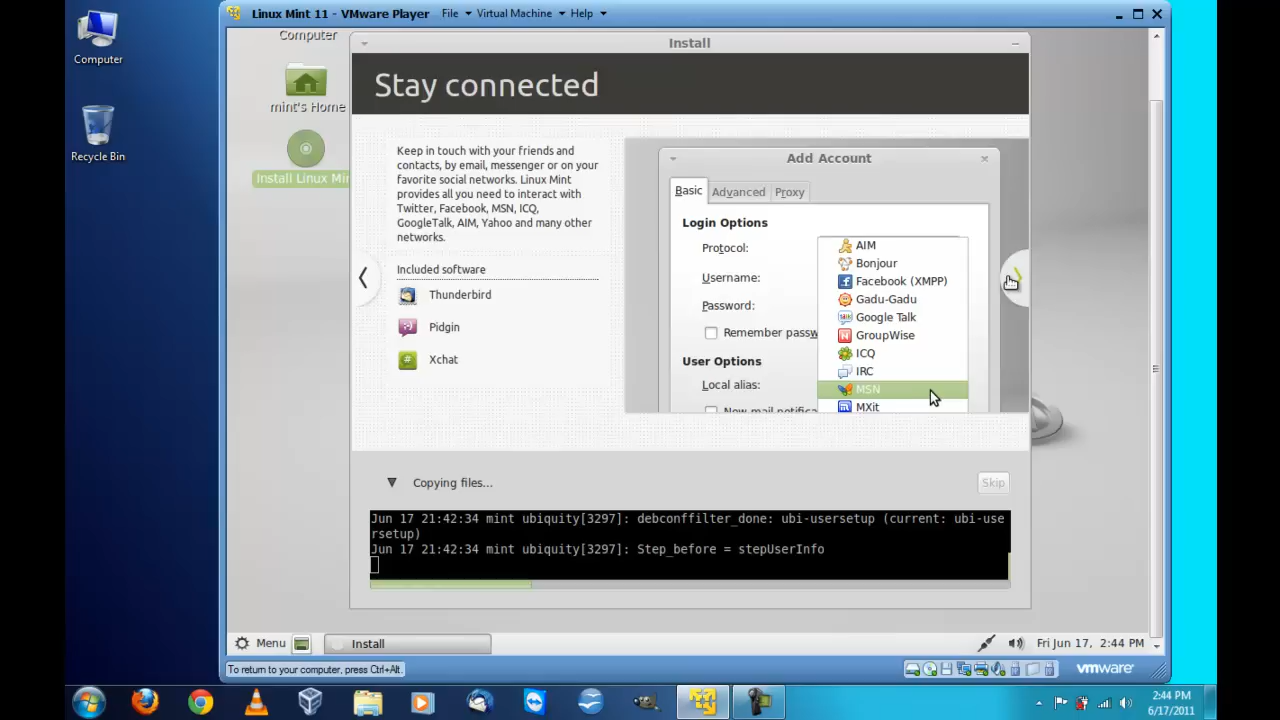 Computer
Recycle Bin
Linux Mint 11 - VMware Player
File
Virtual Machine
Help
Computer
mint's Home
Install Linux Min
Install
Stay connected
Keep in touch with your friends and
contacts, by email, messenger or on your
favorite social networks. Linux Mint
provides all you need to interact with
Twitter, Facebook, MSN, ICQ,
GoogleTalk, AIM, Yahoo and many other
networks.
Included software
Thunderbird
Pidgin
Xchat
Add Account
Basic
Advanced
Proxy
Login Options
Protocol:
Username:
Password:
Remember passw
User Options
Local alias:
New mail notifica
AIM
Bonjour
Facebook (XMPP)
Gadu-Gadu
Google Talk
GroupWise
ICQ
IRC
MSN
MXit
Copying files...
Skip
Jun 17 21:42:34 mint ubiquity[3297]: debconffilter_done: ubi-usersetup (current: ubi-use
rsetup)
Jun 17 21:42:34 mint ubiquity[3297]: Step_before = stepUserInfo
Menu
Install
Fri Jun 17, 2:44 PM
To return to your computer, press Ctrl+Alt.
vmware
2:44 PM
6/17/2011